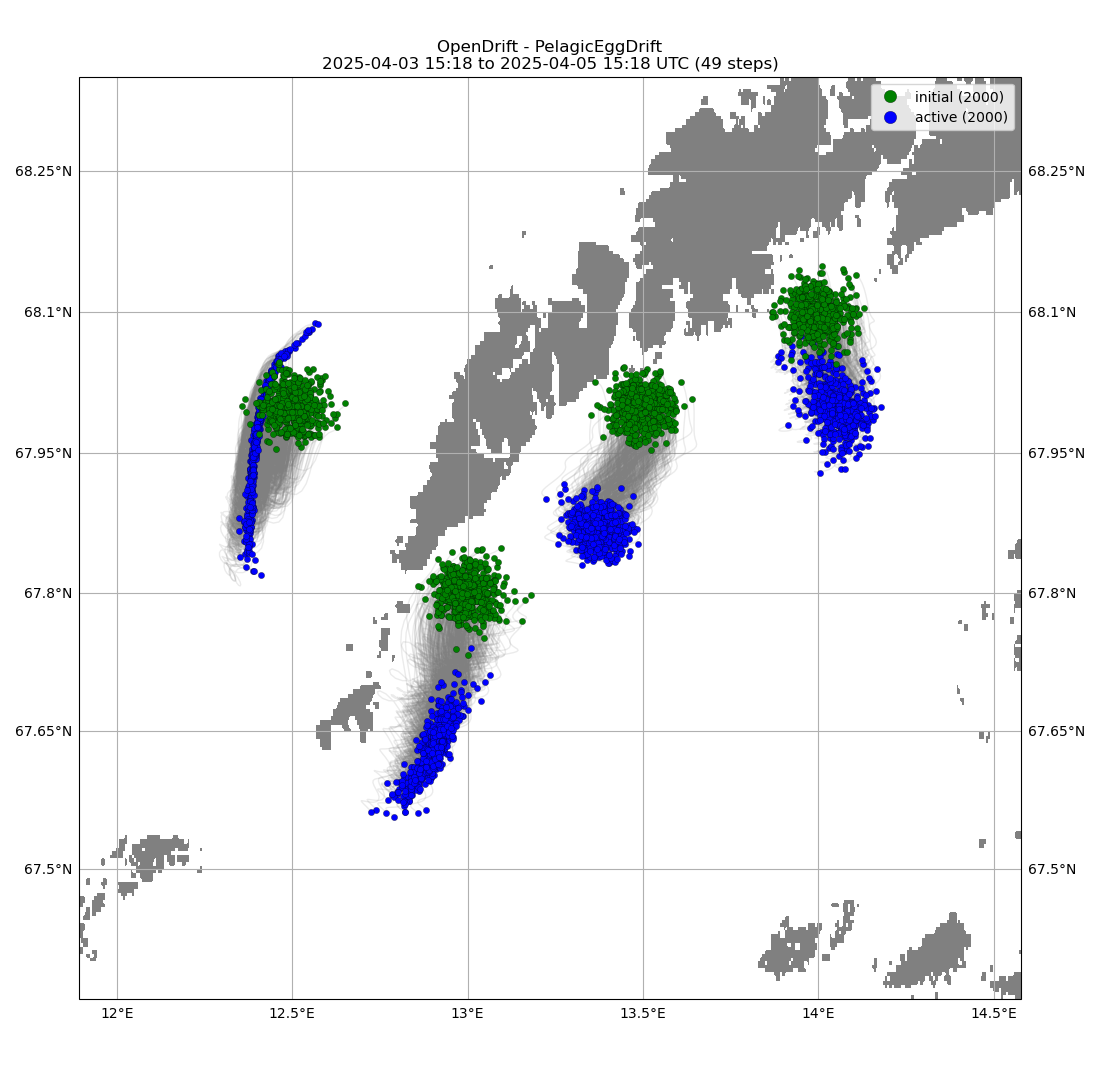 OpenDrift - PelagicEggDrift
2025-04-03 15:18 to 2025-04-05 15:18 UTC (49 steps)
initial (2000)
active (2000)
68.25°N
68.25°N
68.1°N
68.1°N
67.95°N
67.95°N
67.8°N
67.8°N
67.65°N
67.65°N
67.5°N
67.5°N
12°E
12.5°E
13°E
13.5°E
14°E
14.5°E